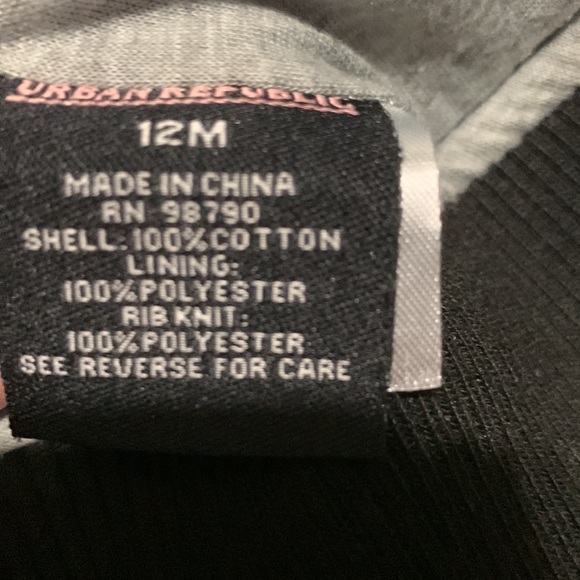 URBAN REPUBLIC
12M
MADE IN CHINA
RN 98790
SHELL:100%COTTON
LINING:
100%POLYESTER
RIB KNIT:
100%POLYESTER
SEE REVERSE FOR CARE